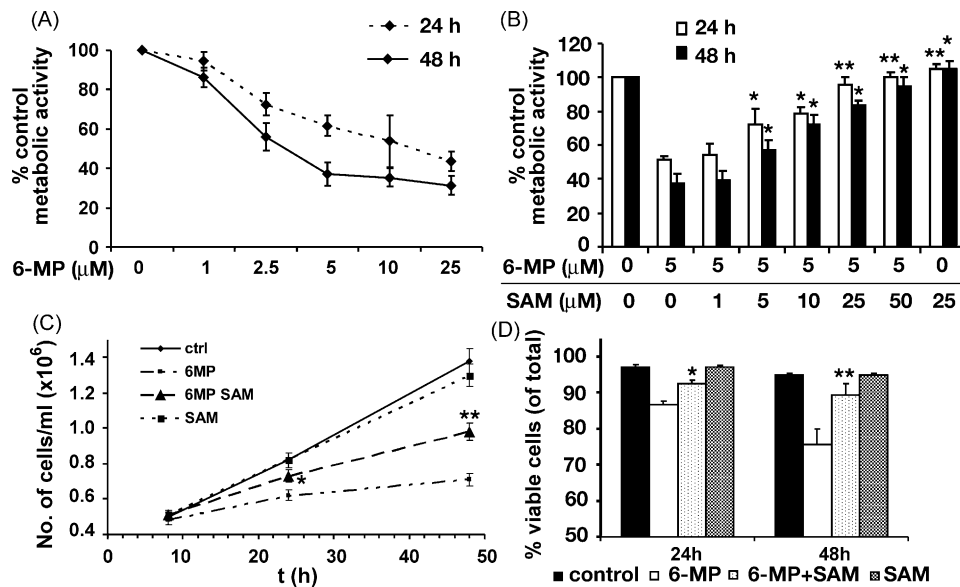 (A)
24 h
48 h
% control
metabolic activity
100
80
60
40
20
0
6-MP (μM)
0 1 2.5 5 10 25
(B)
24 h
48 h
% control
metabolic activity
120
100
80
60
40
20
0
* * * * ** * ** * ** *
6-MP (μM) 0 5 5 5 5 5 5 0
SAM (μM) 0 0 1 5 10 25 50 25
(C)
ctrl
6MP
6MP SAM
SAM
No. of cells/ml (x10⁶)
1.4
1.2
1.0
0.8
0.6
0.4
*
**
0 10 20 30 40 50
t (h)
(D)
% viable cells (of total)
100
90
80
90
60
50
*
**
24h 48h
control 6-MP 6-MP+SAM SAM